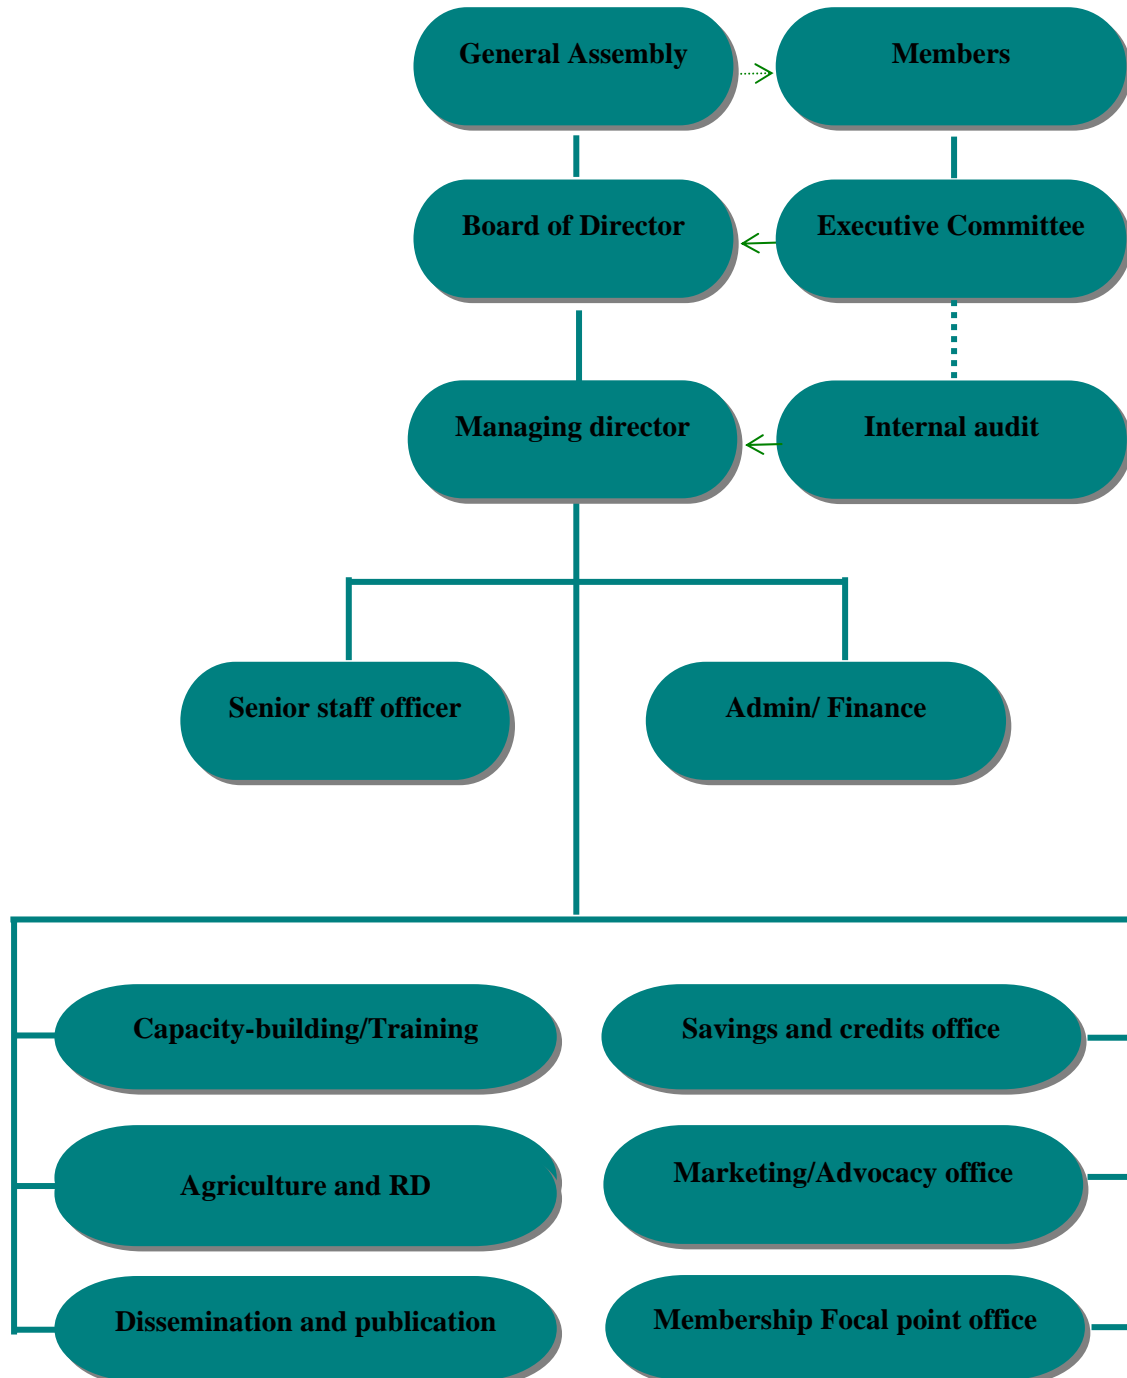 General Assembly
Members
Board of Director
Executive Committee
Managing director
Internal audit
Senior staff officer
Admin/ Finance
Capacity-building/Training
Savings and credits office
Agriculture and RD
Marketing/Advocacy office
Dissemination and publication
Membership Focal point office